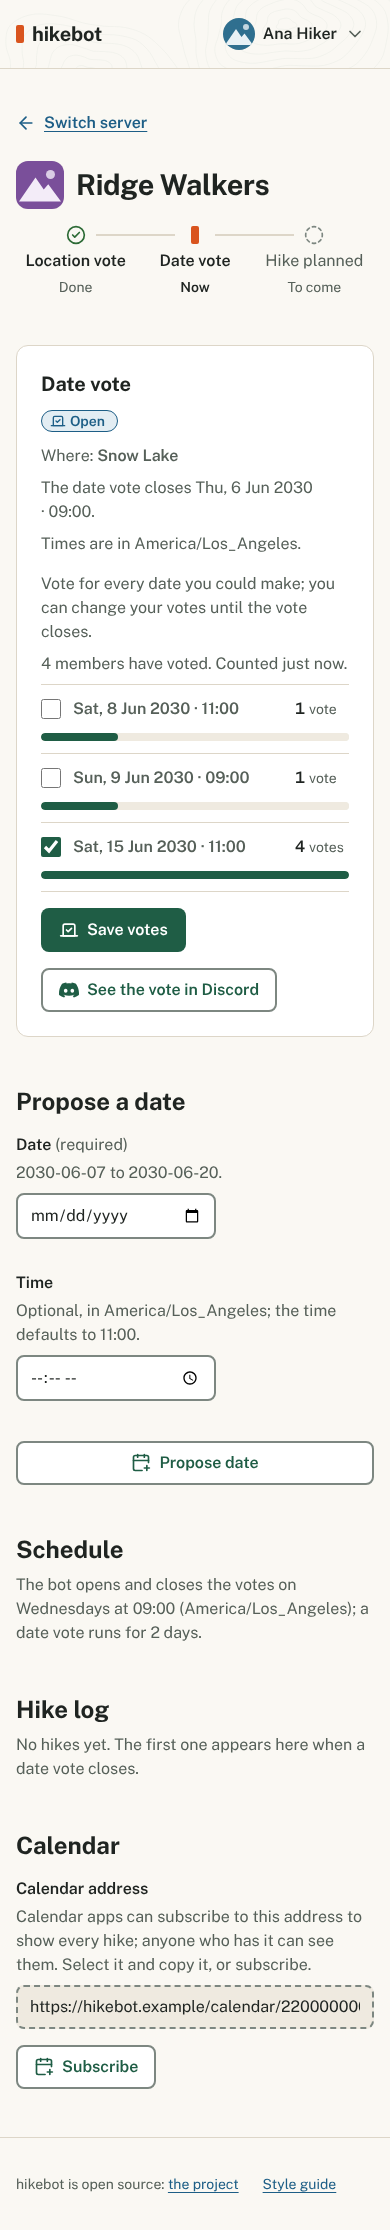 hikebot
Ana Hiker
Switch server
Ridge Walkers
Location vote
Date vote
Hike planned
Done
Now
To come
Date vote
Open
Where: Snow Lake
The date vote closes Thu, 6 Jun 2030
· 09:00.
Times are in America/Los_Angeles.
Vote for every date you could make; you
can change your votes until the vote
closes.
4 members have voted. Counted just now.
Sat, 8 Jun 2030 · 11:00
1 vote
Sun, 9 Jun 2030 · 09:00
1 vote
Sat, 15 Jun 2030 · 11:00
4 votes
Save votes
See the vote in Discord
Propose a date
Date (required)
2030-06-07 to 2030-06-20.
mm/dd/yyyy
Time
Optional, in America/Los_Angeles; the time
defaults to 11:00.
--:-- --
Propose date
Schedule
The bot opens and closes the votes on
Wednesdays at 09:00 (America/Los_Angeles); a
date vote runs for 2 days.
Hike log
No hikes yet. The first one appears here when a
date vote closes.
Calendar
Calendar address
Calendar apps can subscribe to this address to
show every hike; anyone who has it can see
them. Select it and copy it, or subscribe.
https://hikebot.example/calendar/22000000
Subscribe
hikebot is open source: the project
Style guide